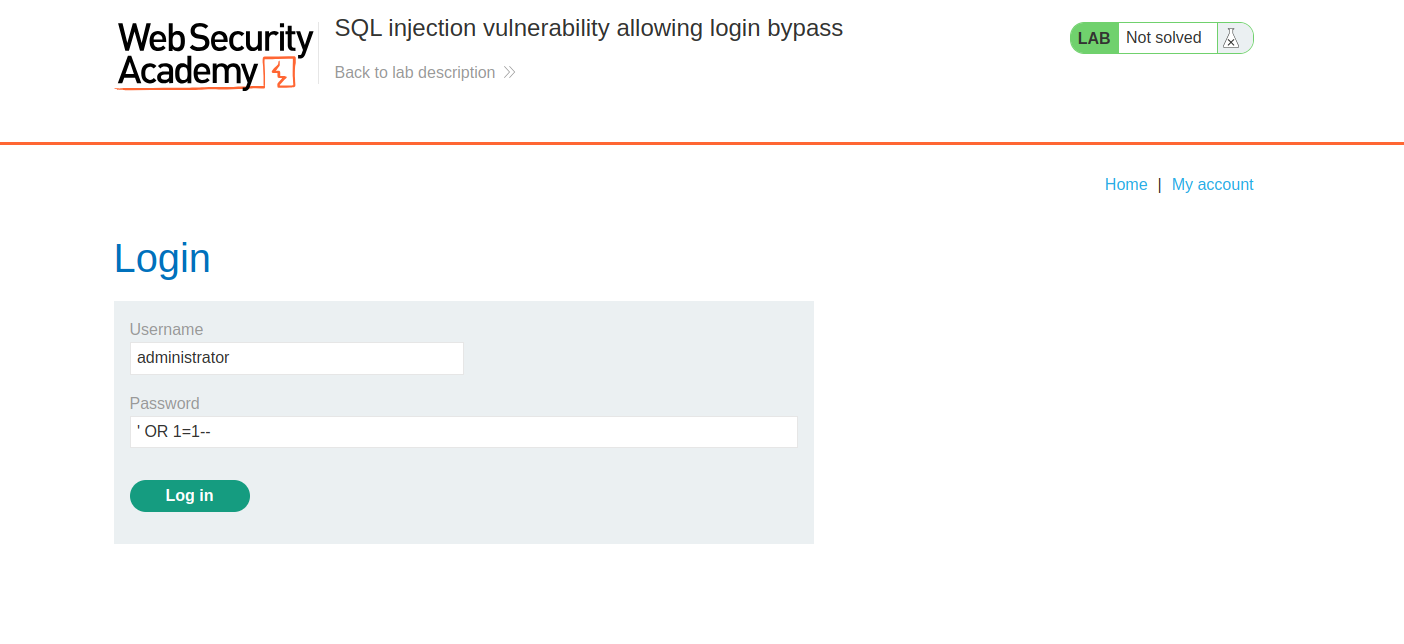 Web Security
Academy
SQL injection vulnerability allowing login bypass
Back to lab description
LAB Not solved
Home | My account
Login
Username
administrator
Password
' OR 1=1--
Log in